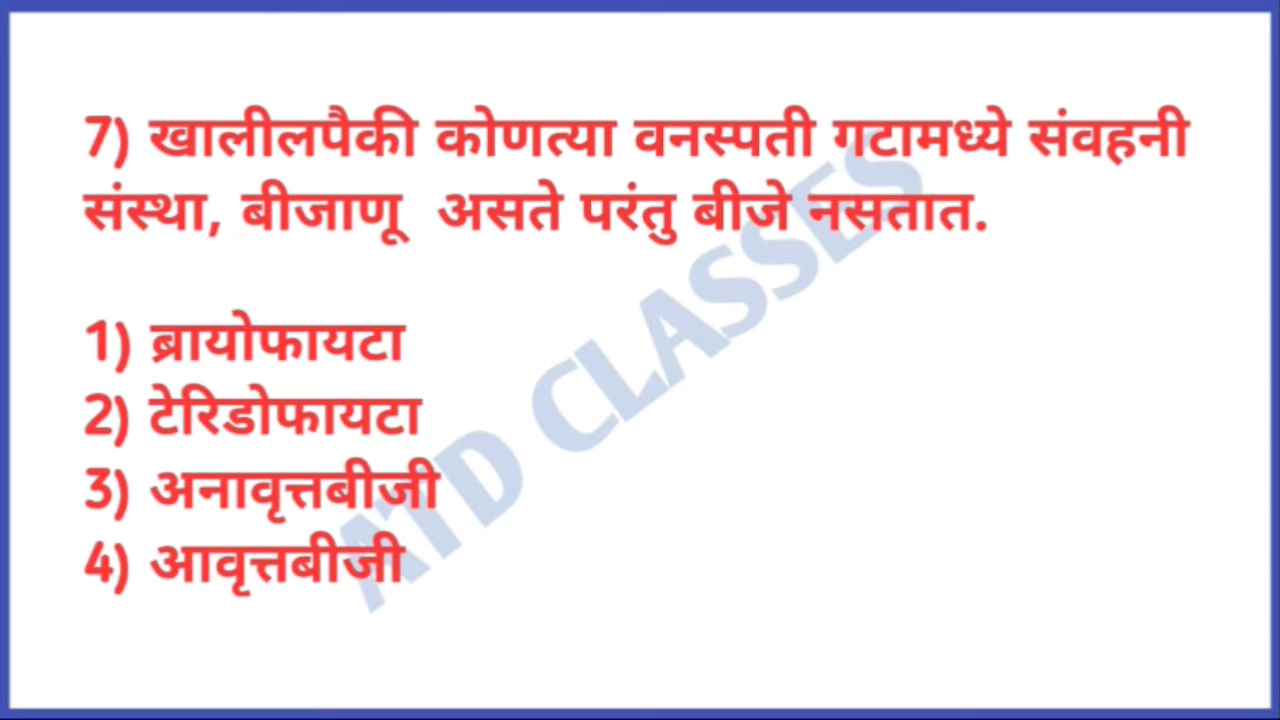 7) खालीलपैकी कोणत्या वनस्पती गटामध्ये संवहनी
संस्था, बीजाणू असते परंतु बीजे नसतात.
1) ब्रायोफायटा
2) टेरिडोफायटा
3) अनावृत्तबीजी
4) आवृत्तबीजी
ATD CLASSES